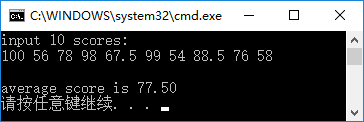 C:\WINDOWS\system32\cmd.exe
input 10 scores:
100 56 78 98 67.5 99 54 88.5 76 58
average score is 77.50
请按任意键继续. . .